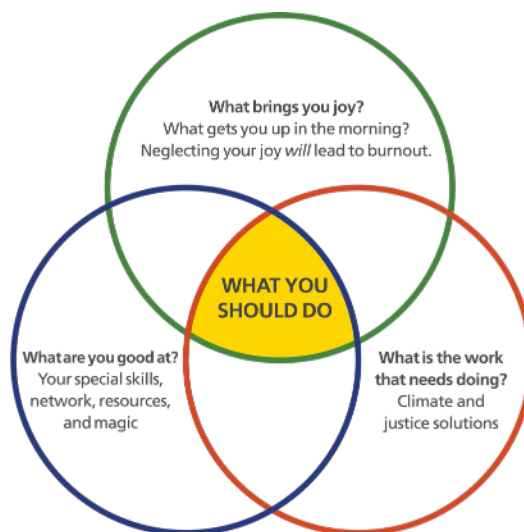 What brings you joy?
What gets you up in the morning?
Neglecting your joy will lead to burnout.
WHAT YOU
SHOULD DO
What are you good at?
Your special skills,
network, resources,
and magic
What is the work
that needs doing?
Climate and
justice solutions